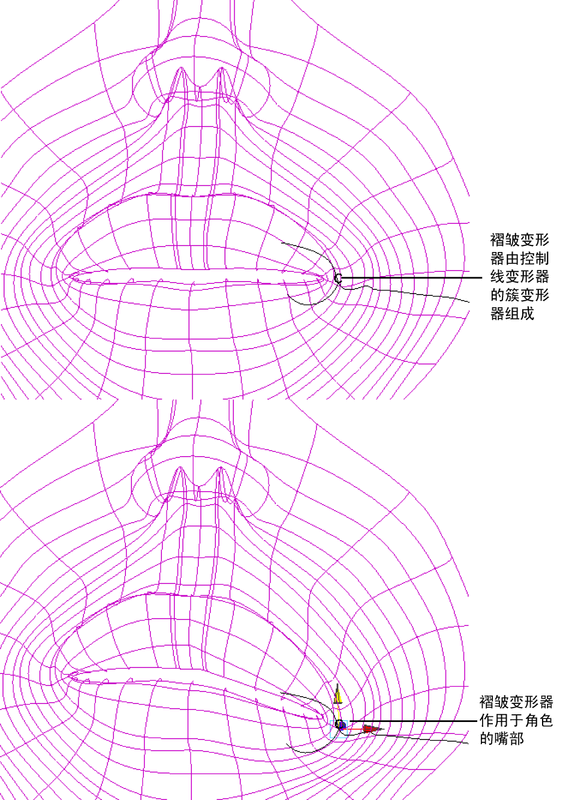 褶皱变形
器由控制
线变形器
的簇变形
器组成
褶皱变形器
作用于角色
的嘴部